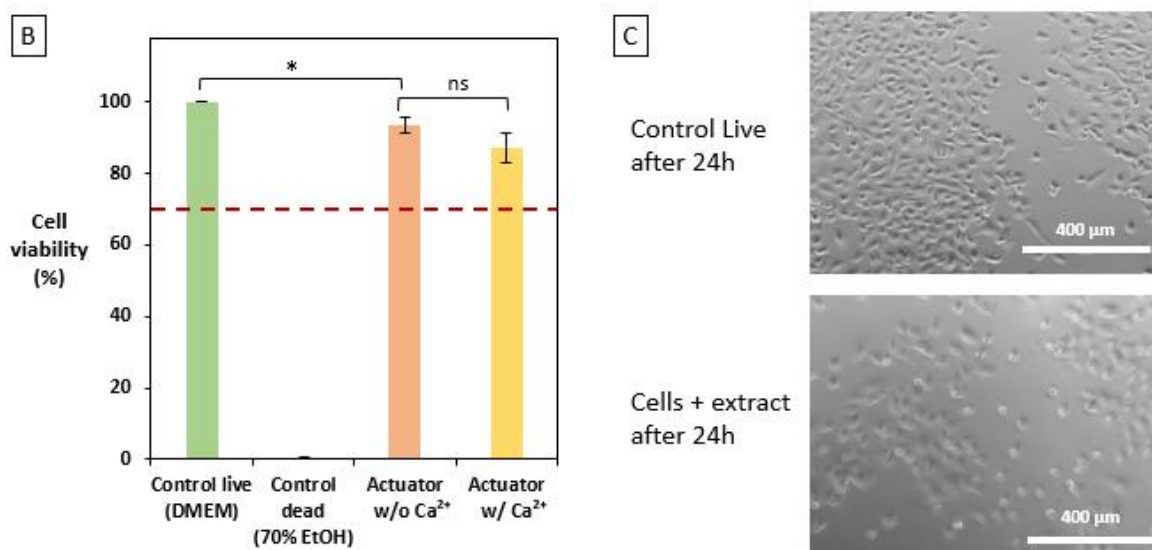 B
*
ns
100
80
60
40
20
0
Cell
viability
(%)
Control live
(DMEM)
Control
dead
(70% EtOH)
Actuator
w/o Ca²⁺
Actuator
w/ Ca²⁺
C
Control Live
after 24h
400 µm
Cells + extract
after 24h
400 µm